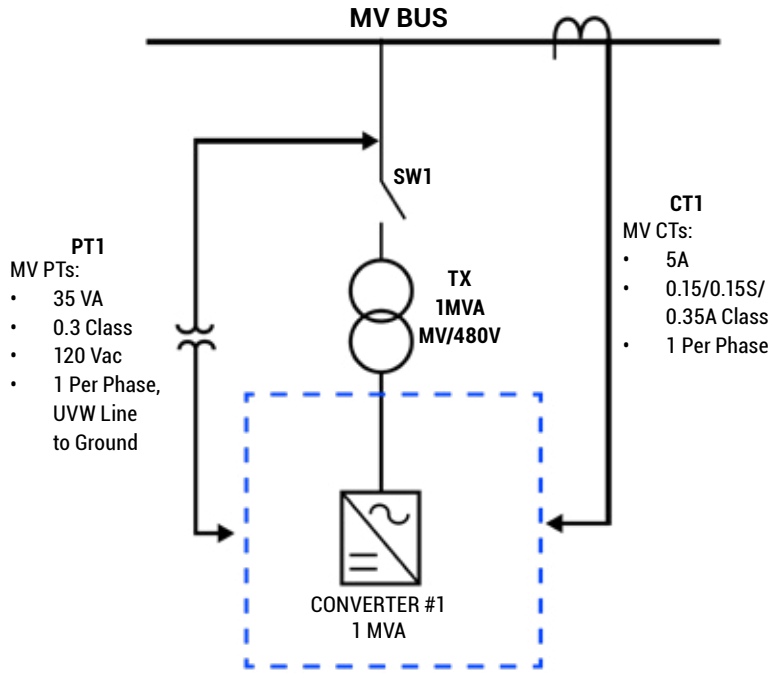 MV BUS
SW1
PT1
MV PTs:
• 35 VA
• 0.3 Class
• 120 Vac
• 1 Per Phase,
UVW Line
to Ground
TX
1MVA
MV/480V
CT1
MV CTs:
• 5A
• 0.15/0.15S/
0.35A Class
• 1 Per Phase
CONVERTER #1
1 MVA